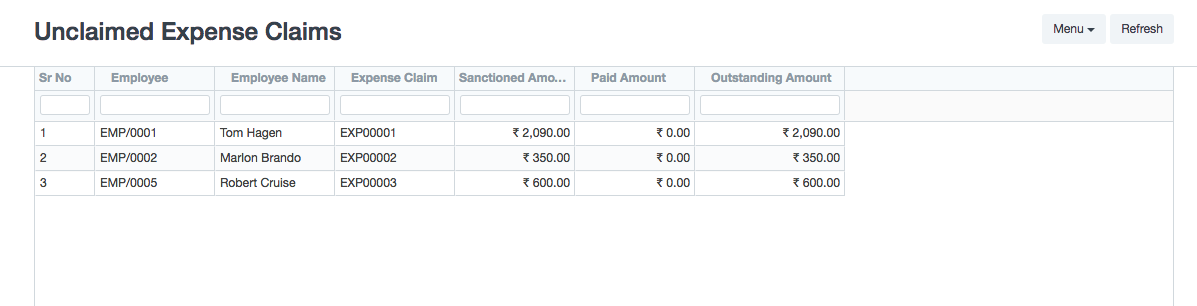 Unclaimed Expense Claims
Menu Refresh
Sr No Employee Employee Name Expense Claim Sanctioned Amo... Paid Amount Outstanding Amount
1 EMP/0001 Tom Hagen EXP00001 ₹ 2,090.00 ₹ 0.00 ₹ 2,090.00
2 EMP/0002 Marlon Brando EXP00002 ₹ 350.00 ₹ 0.00 ₹ 350.00
3 EMP/0005 Robert Cruise EXP00003 ₹ 600.00 ₹ 0.00 ₹ 600.00